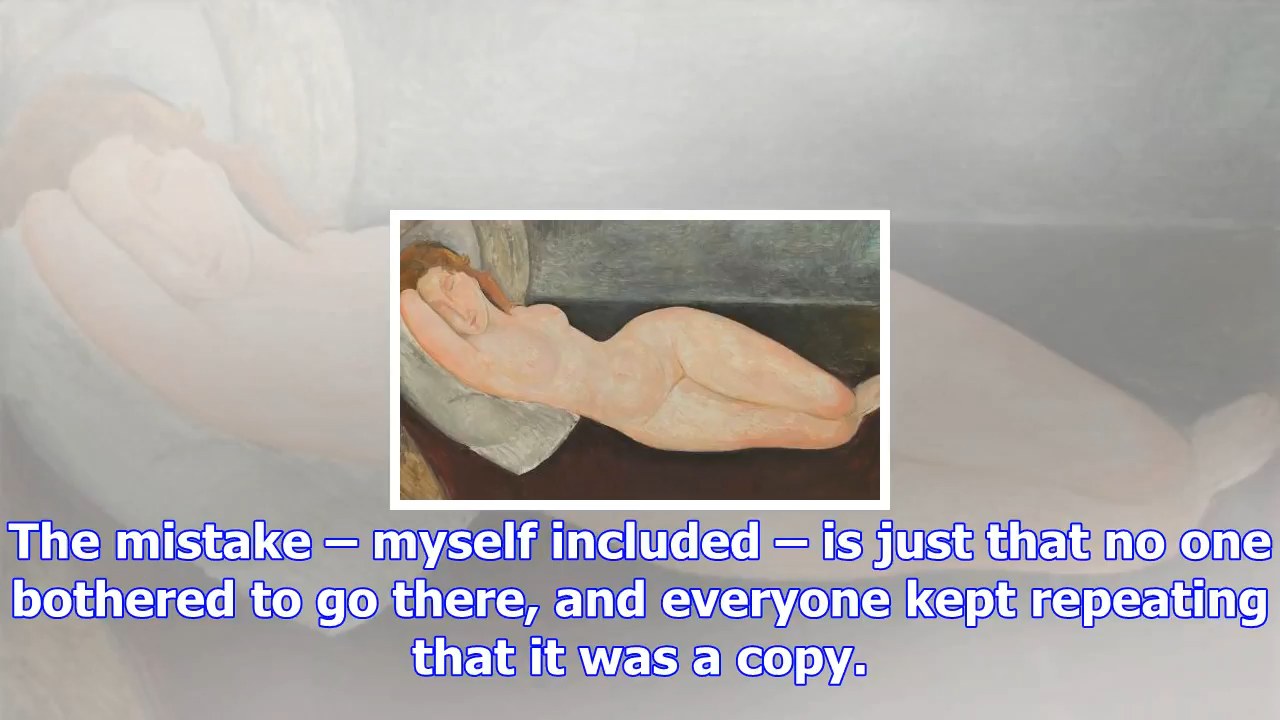 The mistake – myself included – is just that no one
bothered to go there, and everyone kept repeating
that it was a copy.